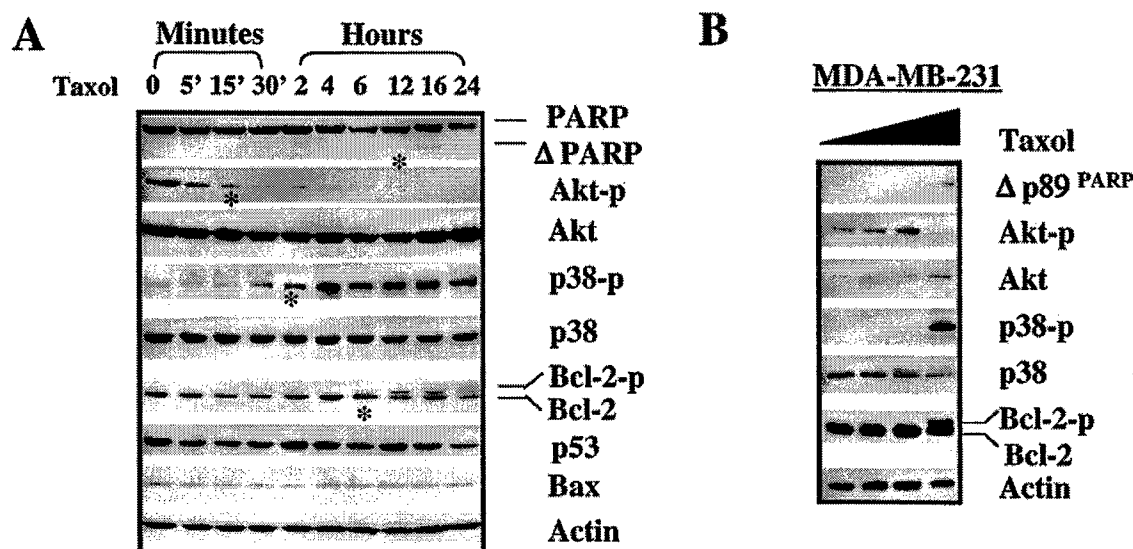 A
Minutes Hours
Taxol 0 5' 15' 30' 2 4 6 12 16 24
PARP
Δ PARP
*
Akt-p
*
Akt
p38-p
*
p38
Bcl-2-p
Bcl-2
*
p53
Bax
Actin
B
MDA-MB-231
Taxol
Δ p89 PARP
Akt-p
Akt
p38-p
p38
Bcl-2-p
Bcl-2
Actin